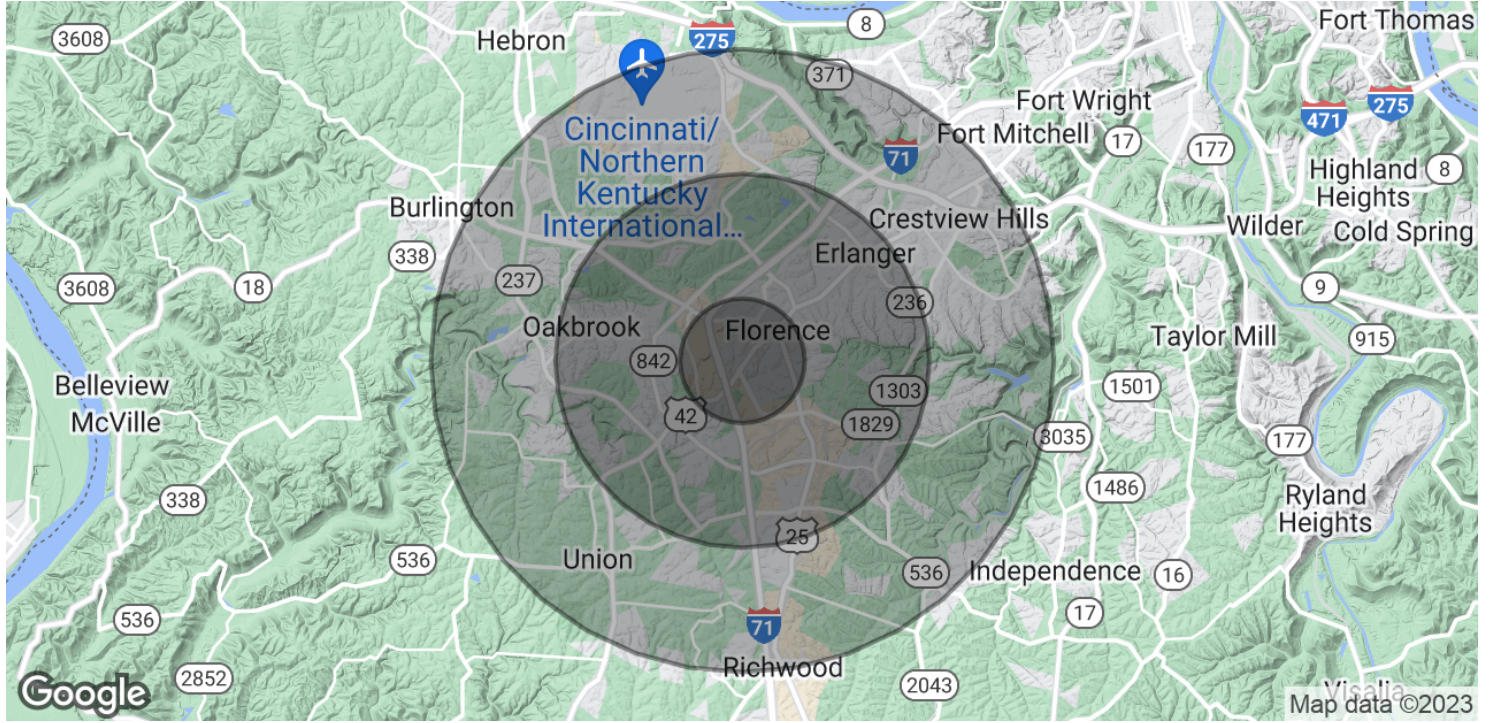 3608
Hebron
275
8
Fort Thomas
371
Fort Wright
275
471
Cincinnati/
Northern
Kentucky
International...
Fort Mitchell
17
177
71
Highland
Heights
8
Burlington
Crestview Hills
Wilder
Cold Spring
338
Erlanger
237
18
3608
236
9
Oakbrook
Florence
Taylor Mill
915
842
Belleview
1303
1501
McVille
42
1829
3035
177
338
1486
Ryland
Heights
25
536
Union
536
Independence
16
536
71
17
Richwood
2852
2043
Visalia
Google
Map data ©2023